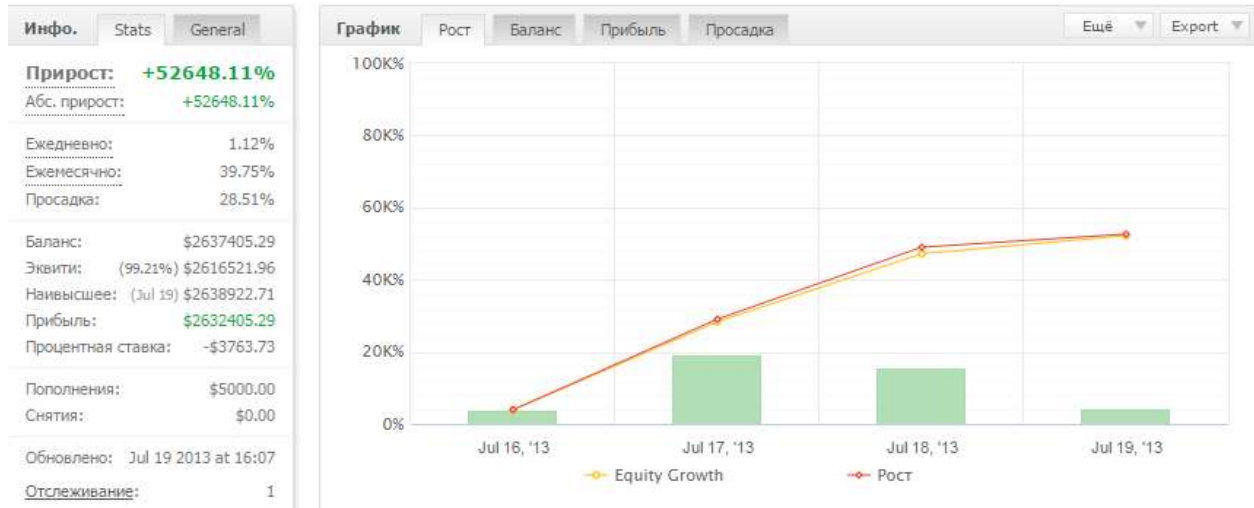 Инфо. Stats General
Прирост: +52648.11%
Абс. прирост: +52648.11%
Ежедневно: 1.12%
Ежемесячно: 39.75%
Просадка: 28.51%
Баланс: $2637405.29
Эквити: (99.21%) $2616521.96
Наивысшее: (Jul 19) $2638922.71
Прибыль: $2632405.29
Процентная ставка: -$3763.73
Пополнения: $5000.00
Снятия: $0.00
Обновлено: Jul 19 2013 at 16:07
Отслеживание: 1
График Рост Баланс Прибыль Просадка Ещё Export
100K%
80K%
60K%
40K%
20K%
0%
Jul 16, '13 Jul 17, '13 Jul 18, '13 Jul 19, '13
Equity Growth Рост